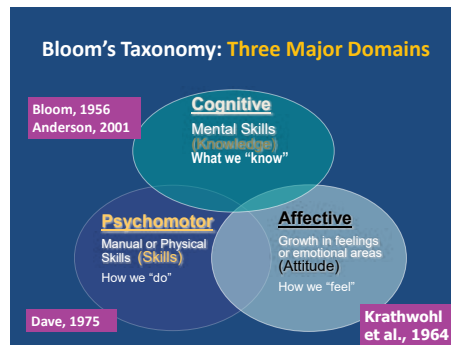 Bloom's Taxonomy: Three Major Domains
Bloom, 1956
Anderson, 2001
Cognitive
Mental Skills
(Knowledge)
What we "know"
Psychomotor
Manual or Physical
Skills (Skills)
How we "do"
Affective
Growth in feelings
or emotional areas
(Attitude)
How we "feel"
Dave, 1975
Krathwohl
et al., 1964